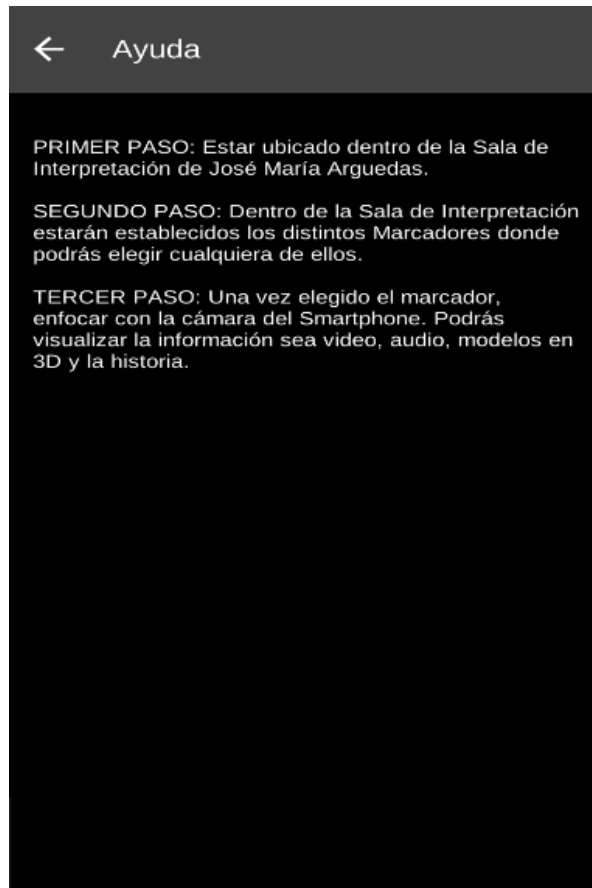 Ayuda
PRIMER PASO: Estar ubicado dentro de la Sala de
Interpretación de José María Arguedas.
SEGUNDO PASO: Dentro de la Sala de Interpretación
estarán establecidos los distintos Marcadores donde
podrás elegir cualquiera de ellos.
TERCER PASO: Una vez elegido el marcador,
enfocar con la cámara del Smartphone. Podrás
visualizar la información sea video, audio, modelos en
3D y la historia.